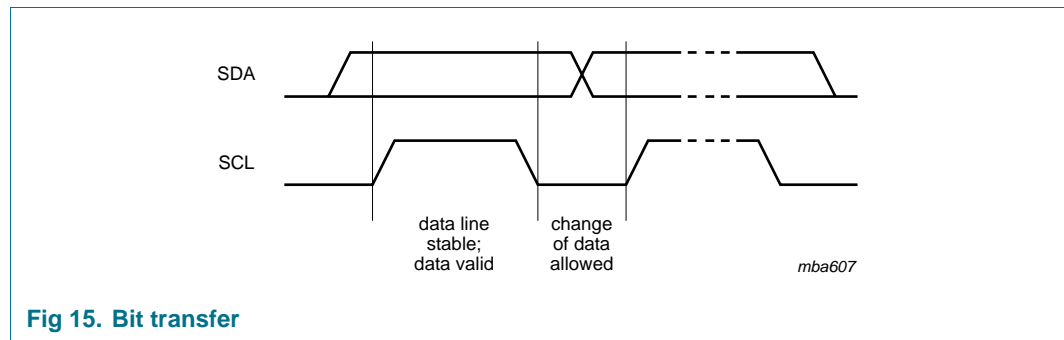 SDA
SCL
data line
stable;
data valid
change
of data
allowed
mba607
Fig 15. Bit transfer